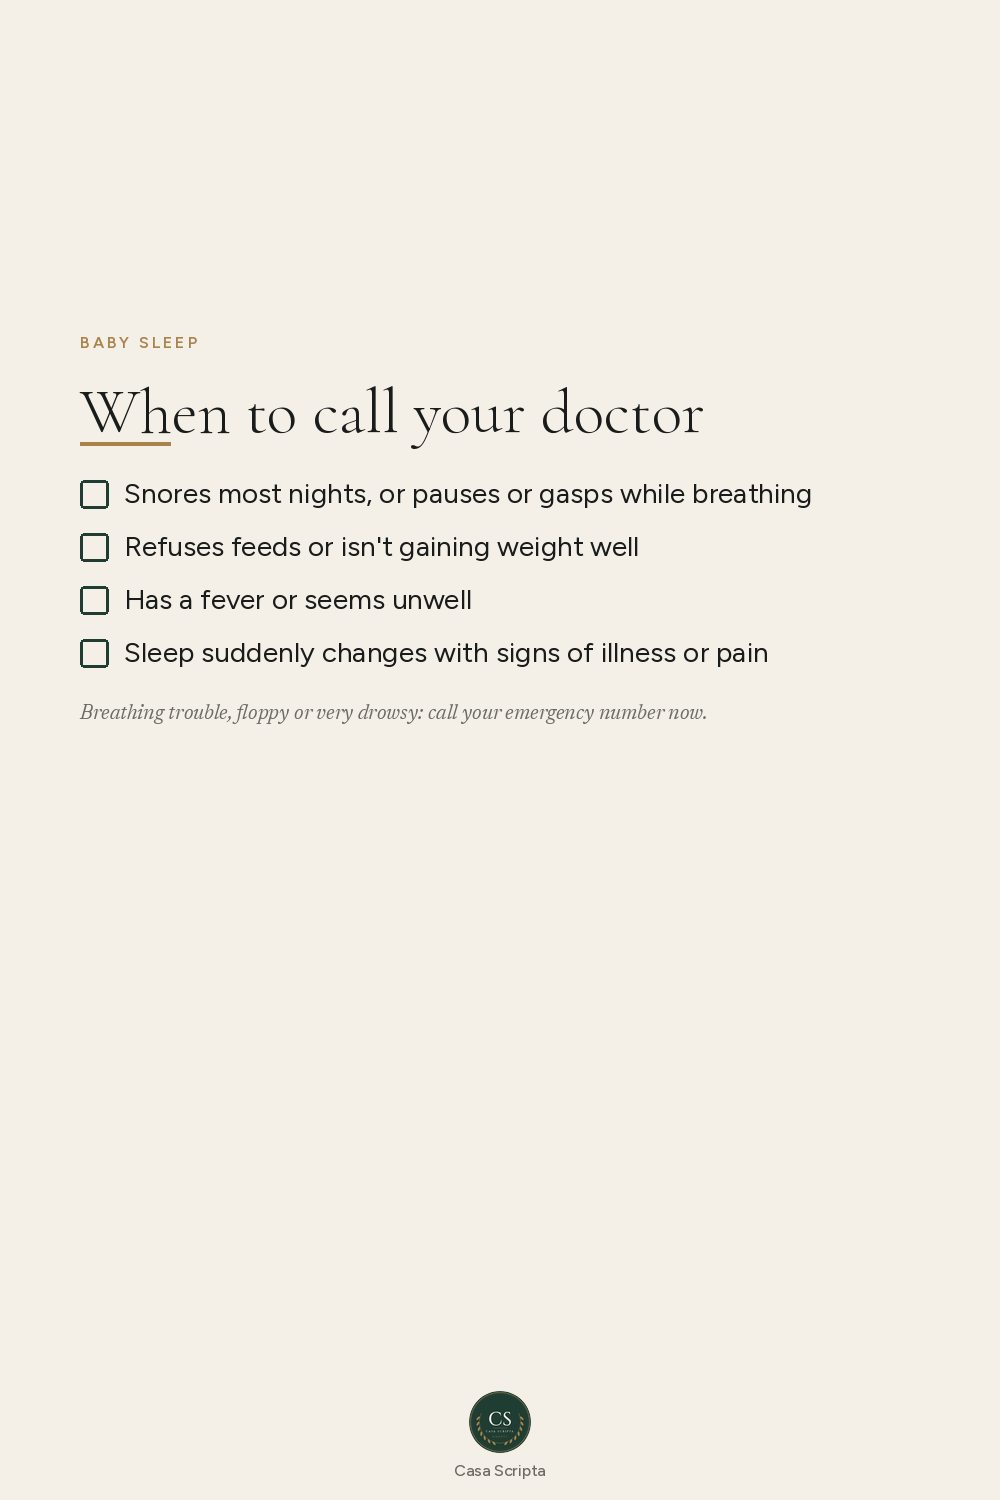 BABY SLEEP
When to call your doctor
Snores most nights, or pauses or gasps while breathing
Refuses feeds or isn't gaining weight well
Has a fever or seems unwell
Sleep suddenly changes with signs of illness or pain
Breathing trouble, floppy or very drowsy: call your emergency number now.
CS
CASA SCRIPTA
Casa Scripta